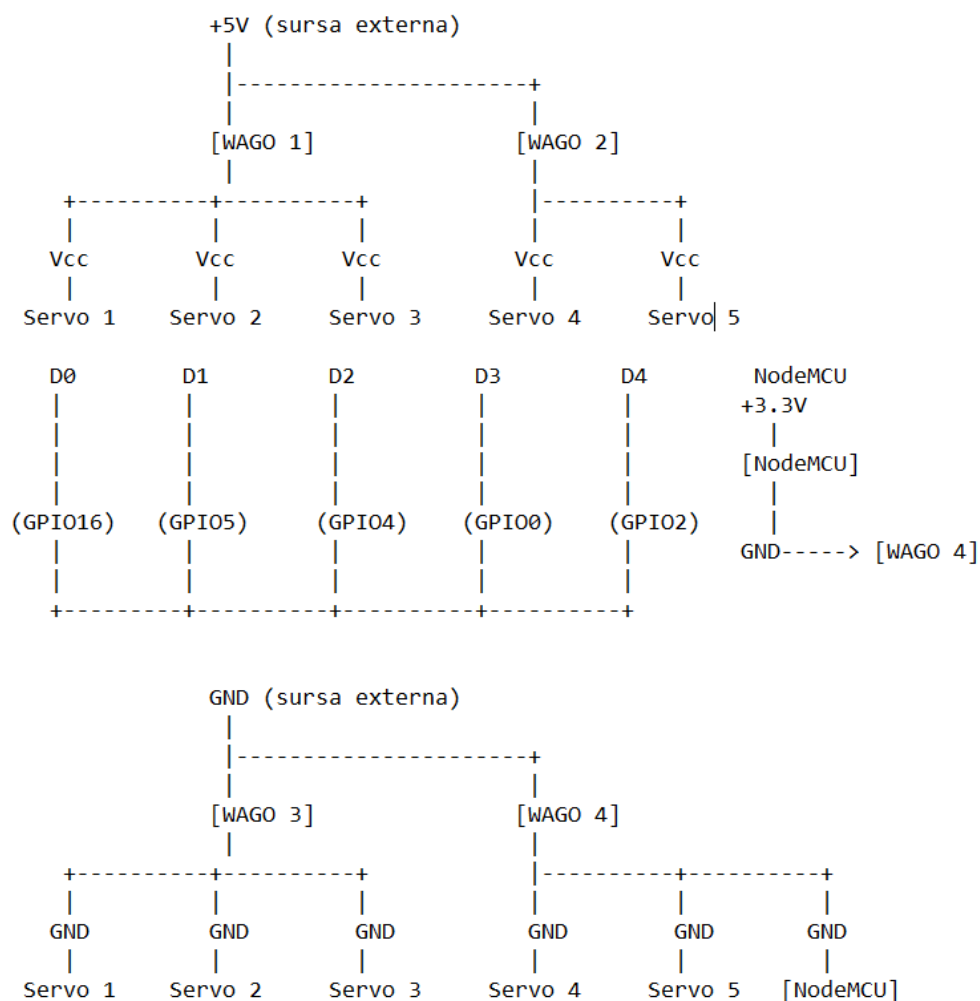 +5V (sursa externa)
[WAGO 1] [WAGO 2]
Vcc Vcc Vcc Vcc Vcc
Servo 1 Servo 2 Servo 3 Servo 4 Servo 5
D0 D1 D2 D3 D4 NodeMCU
+3.3V
[NodeMCU]
(GPIO16) (GPIO5) (GPIO4) (GPIO0) (GPIO2)
GND-----> [WAGO 4]
GND (sursa externa)
[WAGO 3] [WAGO 4]
GND GND GND GND GND GND
Servo 1 Servo 2 Servo 3 Servo 4 Servo 5 [NodeMCU]